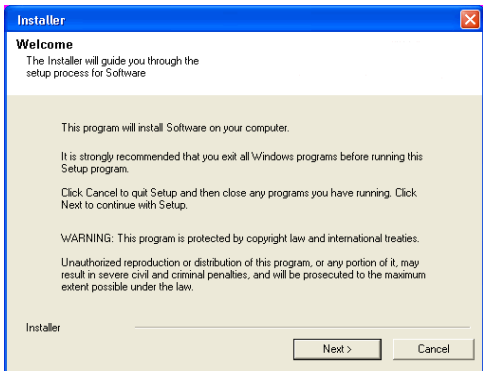 Installer
Welcome
The Installer will guide you through the
setup process for Software
This program will install Software on your computer.
It is strongly recommended that you exit all Windows programs before running this
Setup program.
Click Cancel to quit Setup and then close any programs you have running. Click
Next to continue with Setup.
WARNING: This program is protected by copyright law and international treaties.
Unauthorized reproduction or distribution of this program, or any portion of it, may
result in severe civil and criminal penalties, and will be prosecuted to the maximum
extent possible under the law.
Installer
Next >
Cancel